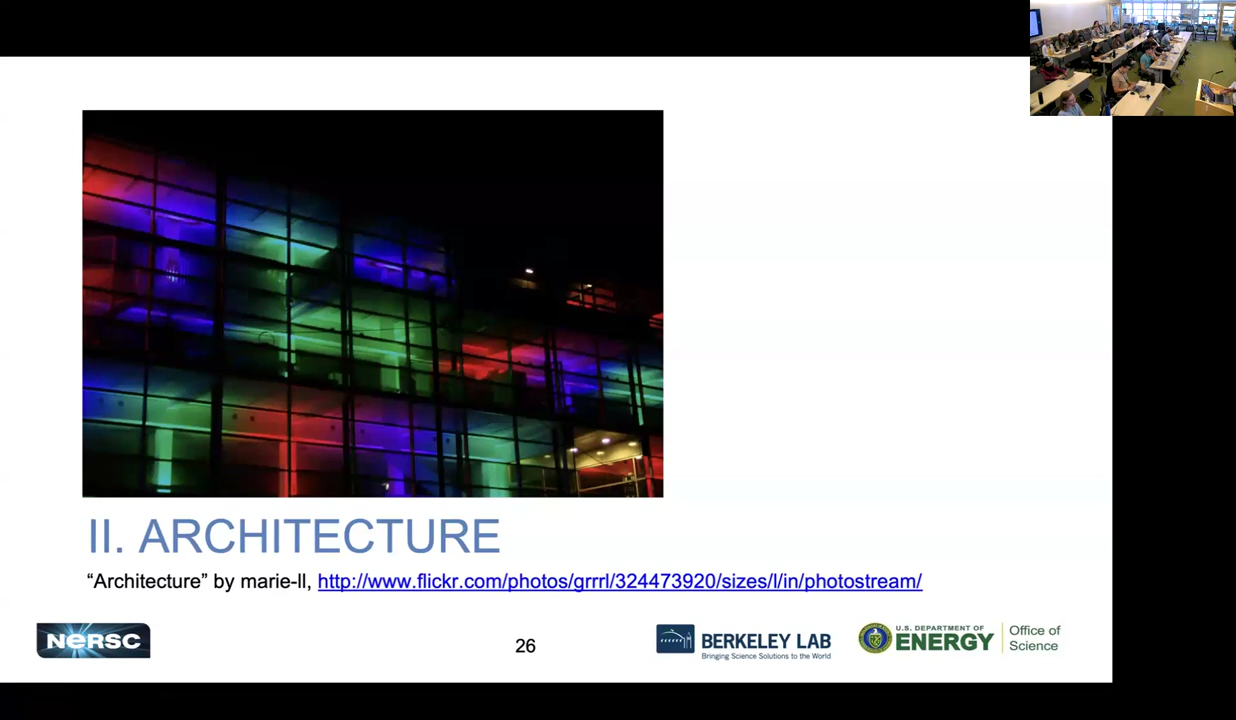 II. ARCHITECTURE
“Architecture” by marie-ll, http://www.flickr.com/photos/grrrl/324473920/sizes/l/in/photostream/
NERSC
26
BERKELEY LAB
Bringing Science Solutions to the World
U.S. DEPARTMENT OF
ENERGY
Office of
Science